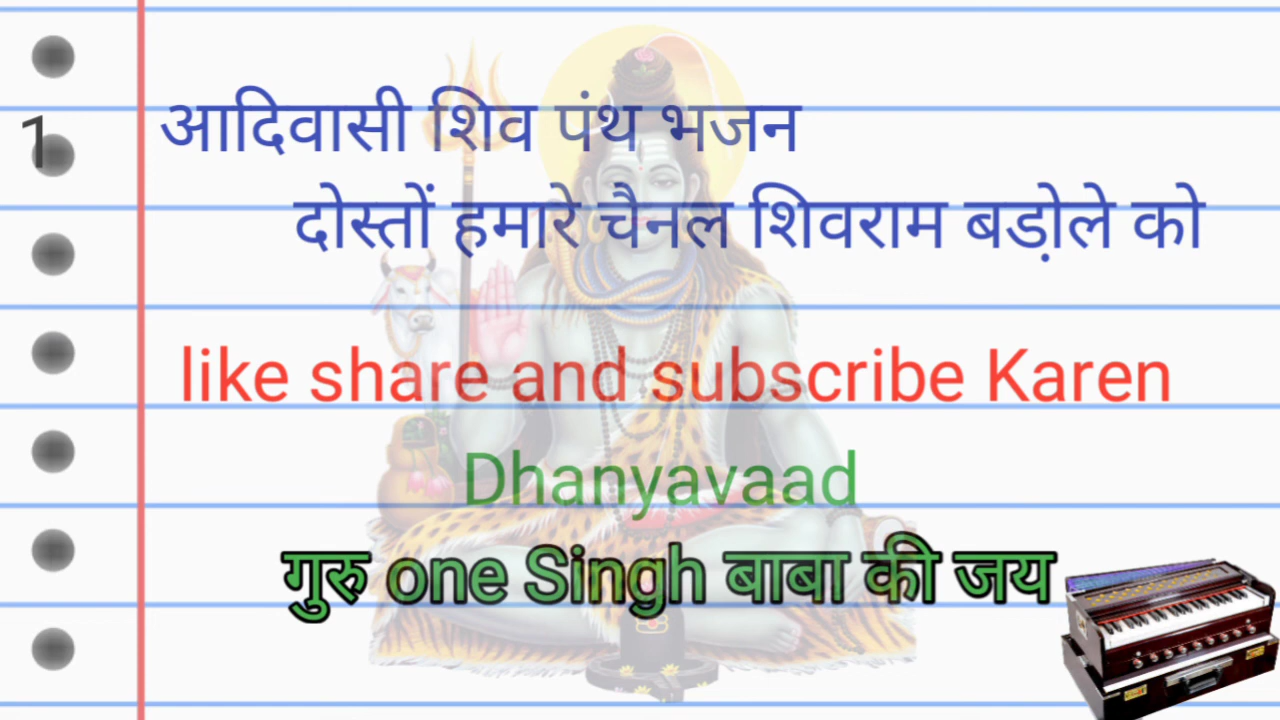 1
आदिवासी शिव पंथ भजन
दोस्तों हमारे चैनल शिवराम बड़ोले को
like share and subscribe Karen
Dhanyavaad
गुरु one Singh बाबा की जय